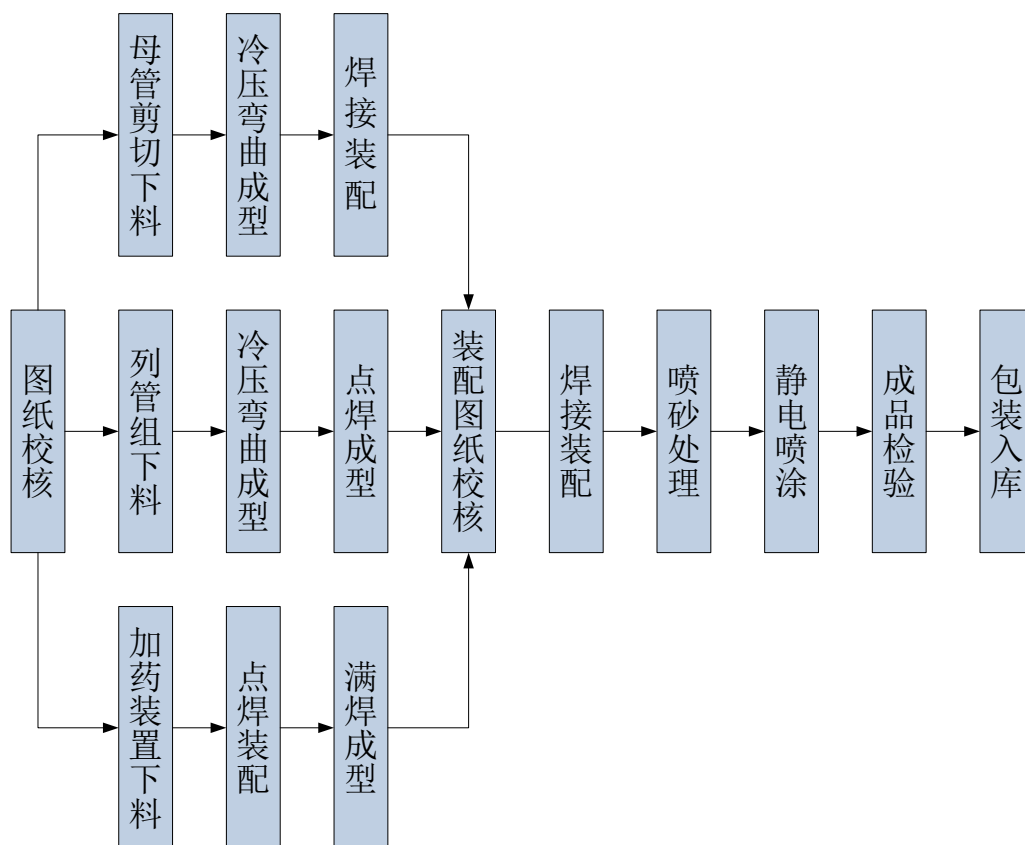 母管剪切下料
冷压弯曲成型
焊接装配
图纸校核
列管组下料
冷压弯曲成型
点焊成型
装配图纸校核
焊接装配
喷砂处理
静电喷涂
成品检验
包装入库
加药装置下料
点焊装配
满焊成型